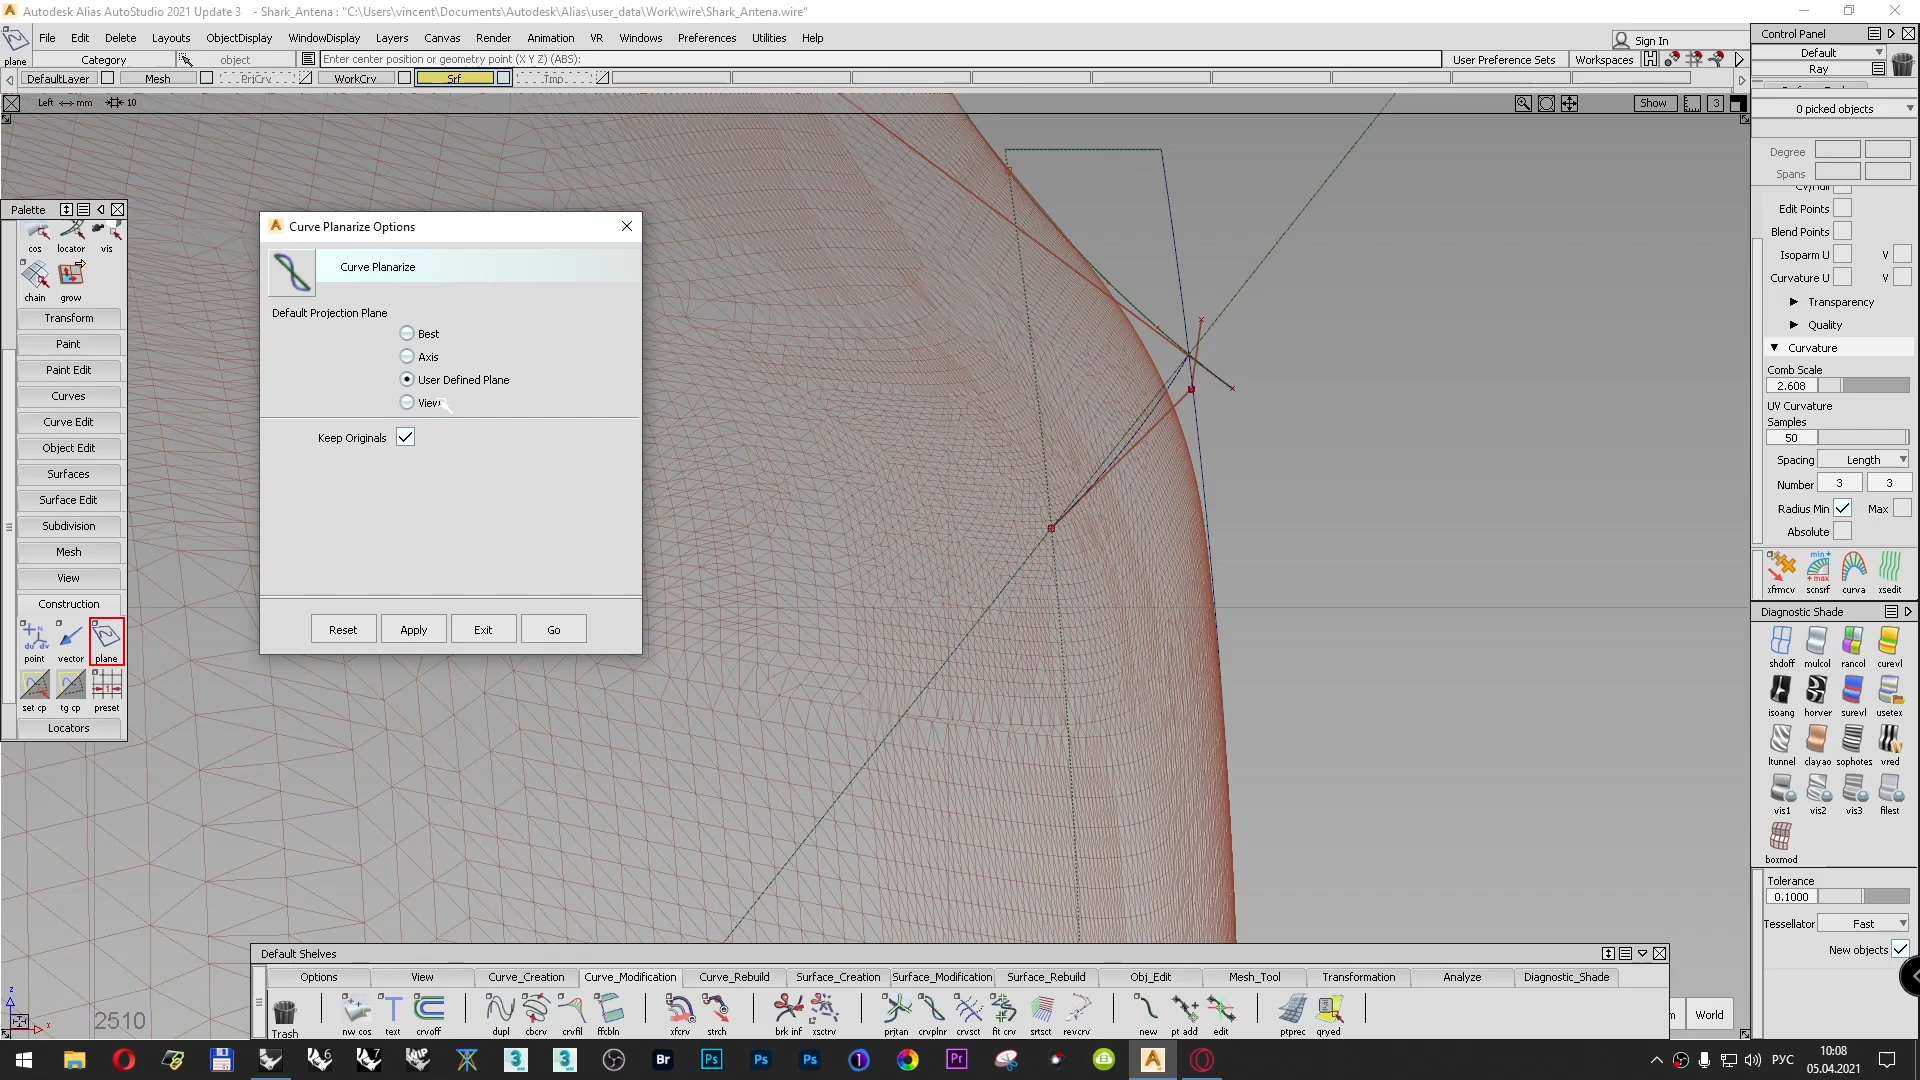 Autodesk Alias AutoStudio 2021 Update 3 - Shark_Antena : "C:\Users\vincent\Documents\Autodesk\Alias\user_data\Work\wire\Shark_Antena.wire"
File Edit Delete Layouts ObjectDisplay WindowDisplay Layers Canvas Render Animation VR Windows Preferences Utilities Help
Sign In
plane Category object Enter center position or geometry point (X Y Z) (ABS): User Preference Sets Workspaces
DefaultLayer Mesh PrjCrv WorkCrv Srf Tmp
Left <-> mm 10 Show 3
Control Panel
Default
Ray
0 picked objects
Degree
Spans
CV/Hull
Edit Points
Blend Points
Isoparm U V
Curvature U V
Transparency
Quality
Curvature
Comb Scale
2.608
UV Curvature
Samples
50
Spacing Length
Number 3 3
Radius Min Max
Absolute
xfrmcv scnsrf curva xsedit
Diagnostic Shade
shdoff mulcol rancol curevl
isoang horver surevl usetex
ltunnel clayao sophotes vred
vis1 vis2 vis3 filest
boxmod
Tolerance
0.1000
Tessellator Fast
New objects
Palette
cos locator vis
chain grow
Transform
Paint
Paint Edit
Curves
Curve Edit
Object Edit
Surfaces
Surface Edit
Subdivision
Mesh
View
Construction
point vector plane
set cp tg cp preset
Locators
Curve Planarize Options
Curve Planarize
Default Projection Plane
Best
Axis
User Defined Plane
View
Keep Originals
Reset Apply Exit Go
Default Shelves
Options View Curve_Creation Curve_Modification Curve_Rebuild Surface_Creation Surface_Modification Surface_Rebuild Obj_Edit Mesh_Tool Transformation Analyze Diagnostic_Shade
Trash nw cos text crvoff dupl cbcrv crvfil ffcbln xfcrv strch brk inf xsctrv prjtan crvplnr crvsct fit crv srtsct revcrv new pt add edit ptprec qryed
World
z
x
2510
РУС
10:08
05.04.2021